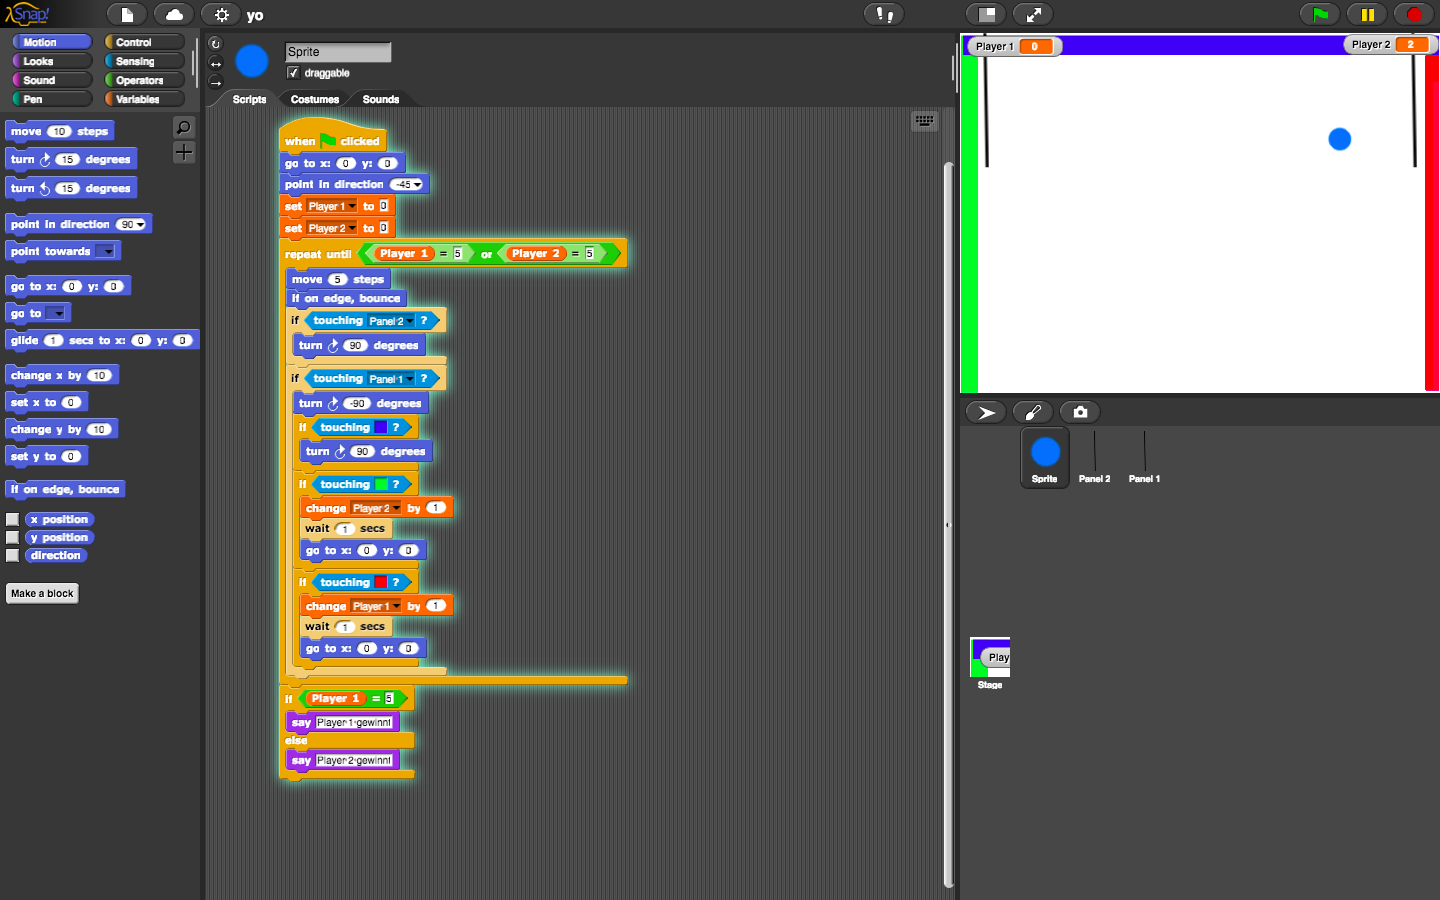 Snap!
yo
Motion
Control
Looks
Sensing
Sound
Operators
Pen
Variables
move 10 steps
turn 15 degrees
turn 15 degrees
point in direction 90
point towards
go to x: 0 y: 0
go to
glide 1 secs to x: 0 y: 0
change x by 10
set x to 0
change y by 10
set y to 0
if on edge, bounce
x position
y position
direction
Make a block
Sprite
draggable
Scripts
Costumes
Sounds
when clicked
go to x: 0 y: 0
point in direction -45
set Player 1 to 0
set Player 2 to 0
repeat until Player 1 = 5 or Player 2 = 5
move 5 steps
if on edge, bounce
if touching Panel 2 ?
turn 90 degrees
if touching Panel 1 ?
turn -90 degrees
if touching ?
turn 90 degrees
if touching ?
change Player 2 by 1
wait 1 secs
go to x: 0 y: 0
if touching ?
change Player 1 by 1
wait 1 secs
go to x: 0 y: 0
if Player 1 = 5
say Player 1 gewinnt
else
say Player 2 gewinnt
Player 1 0
Player 2 2
Sprite
Panel 2
Panel 1
Play
Stage